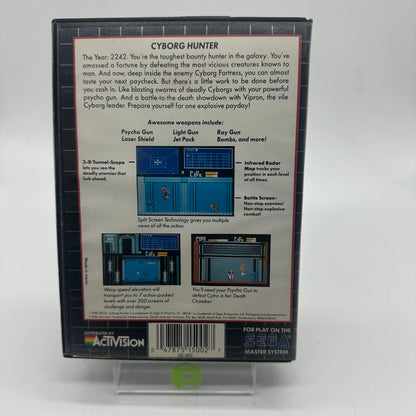 CYBORG HUNTER
The Year: 2242. You're the toughest bounty hunter in the galaxy. You've
amassed a fortune by defeating the most vicious creatures known to
man. And now, deep inside the enemy Cyborg Fortress, you can almost
taste your next paycheck. But there's a little work to be done before
you cash in. Like blasting swarms of deadly Cyborgs with your powerful
psycho gun. And a battle-to-the-death showdown with Vipron, the vile
Cyborg leader. Prepare yourself for one explosive payday!
Awesome weapons include:
Psycho Gun Light Gun Ray Gun
Laser Shield Jet Pack Bombs, and more!
3-D Tunnel-Scope
lets you see the
deadly enemies that
lurk ahead.
Infrared Radar
Map tracks your
position in each level
at all times.
Battle Screen-
Non-stop enemies!
Non-stop explosive
combat!
Split Screen Technology gives you multiple
views of all the action.
Warp-speed elevators will
transport you to 7 action-packed
levels with over 200 screens of
challenge and danger.
You'll need your Psycho Gun to
defeat Cytra in her Death
Chamber.
Made in Japan
DISTRIBUTED BY
ACTIVISION
0 47875 15002 7
FOR PLAY ON THE
SEGA
MASTER SYSTEM